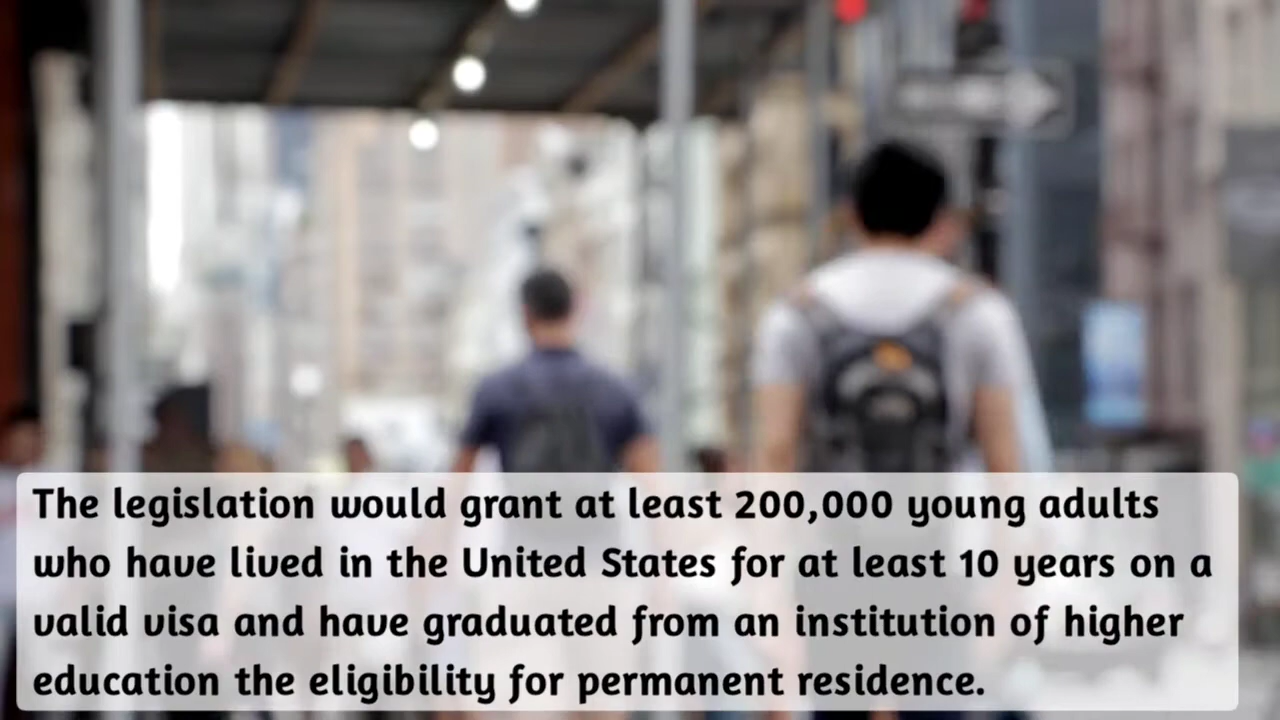 The legislation would grant at least 200,000 young adults
who have lived in the United States for at least 10 years on a
valid visa and have graduated from an institution of higher
education the eligibility for permanent residence.